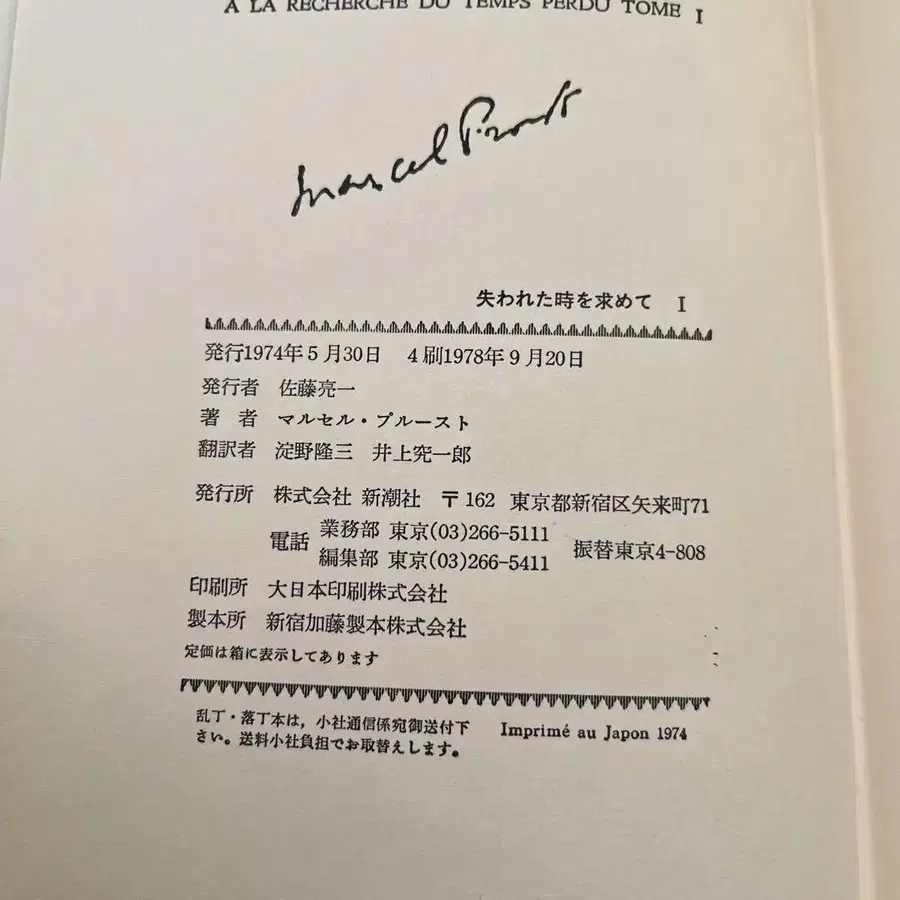 A LA RECHERCHE DU TEMPS PERDU TOME I
Marcel Proust
失われた時を求めて I
発行1974年5月30日 4刷1978年9月20日
発行者 佐藤亮一
著者 マルセル・プルースト
翻訳者 淀野隆三 井上究一郎
発行所 株式会社 新潮社 〒162 東京都新宿区矢来町71
電話 業務部 東京(03)266-5111
編集部 東京(03)266-5411 振替東京4-808
印刷所 大日本印刷株式会社
製本所 新宿加藤製本株式会社
定価は箱に表示してあります
乱丁・落丁本は，小社通信係宛御送付下
さい。送料小社負担でお取替えします。
Imprimé au Japon 1974